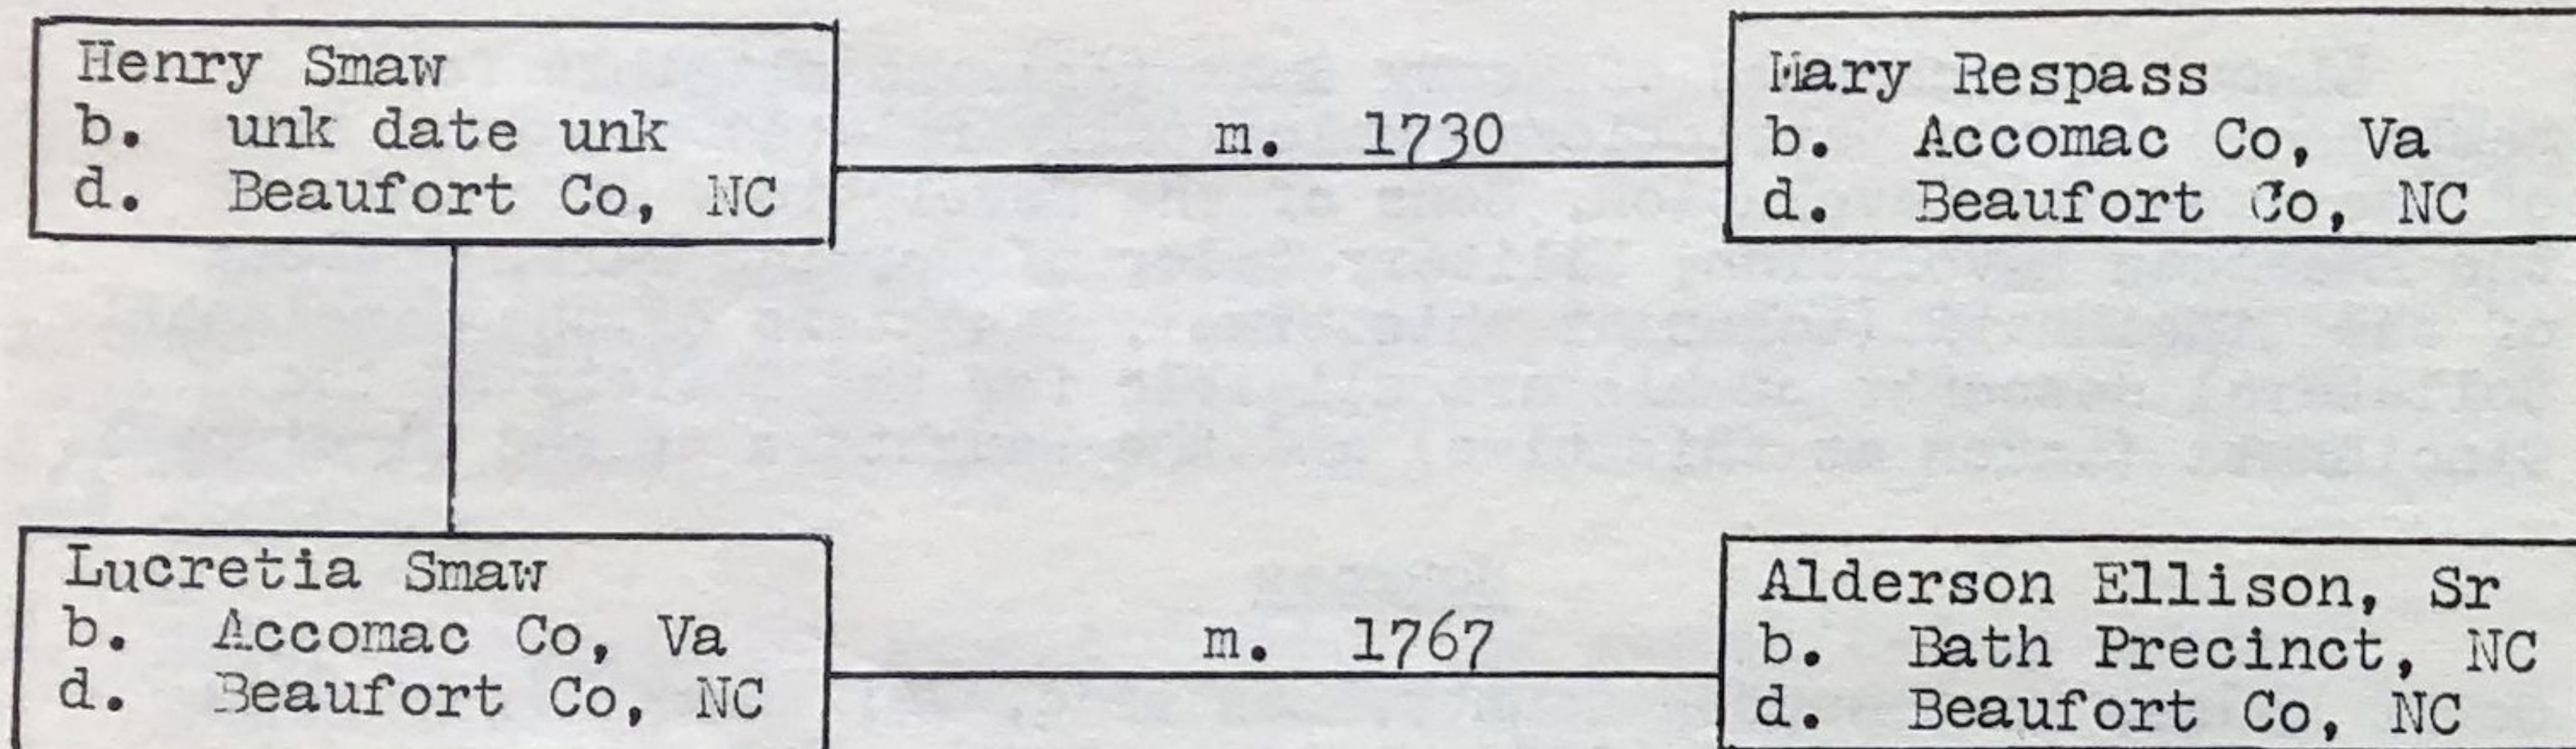 Henry Smaw
b. unk date unk
d. Beaufort Co, NC
m. 1730
Mary Respass
b. Accomac Co, Va
d. Beaufort Co, NC
Lucretia Smaw
b. Accomac Co, Va
d. Beaufort Co, NC
m. 1767
Alderson Ellison, Sr
b. Bath Precinct, NC
d. Beaufort Co, NC